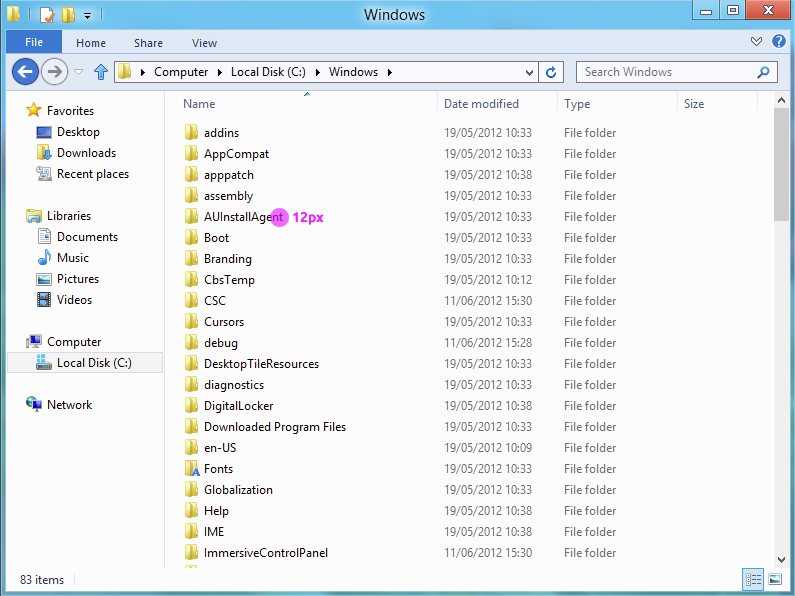 Windows
File Home Share View
Computer Local Disk (C:) Windows Search Windows
Name Date modified Type Size
Favorites
Desktop
Downloads
Recent places
Libraries
Documents
Music
Pictures
Videos
Computer
Local Disk (C:)
Network
addins 19/05/2012 10:33 File folder
AppCompat 19/05/2012 10:33 File folder
apppatch 19/05/2012 10:38 File folder
assembly 19/05/2012 10:33 File folder
AUInstallAgent 12px 19/05/2012 10:33 File folder
Boot 19/05/2012 10:33 File folder
Branding 19/05/2012 10:33 File folder
CbsTemp 19/05/2012 10:12 File folder
CSC 11/06/2012 15:30 File folder
Cursors 19/05/2012 10:33 File folder
debug 11/06/2012 15:28 File folder
DesktopTileResources 19/05/2012 10:33 File folder
diagnostics 19/05/2012 10:33 File folder
DigitalLocker 19/05/2012 10:38 File folder
Downloaded Program Files 19/05/2012 10:33 File folder
en-US 19/05/2012 10:09 File folder
Fonts 19/05/2012 10:33 File folder
Globalization 19/05/2012 10:33 File folder
Help 19/05/2012 10:38 File folder
IME 19/05/2012 10:38 File folder
ImmersiveControlPanel 11/06/2012 15:30 File folder
83 items